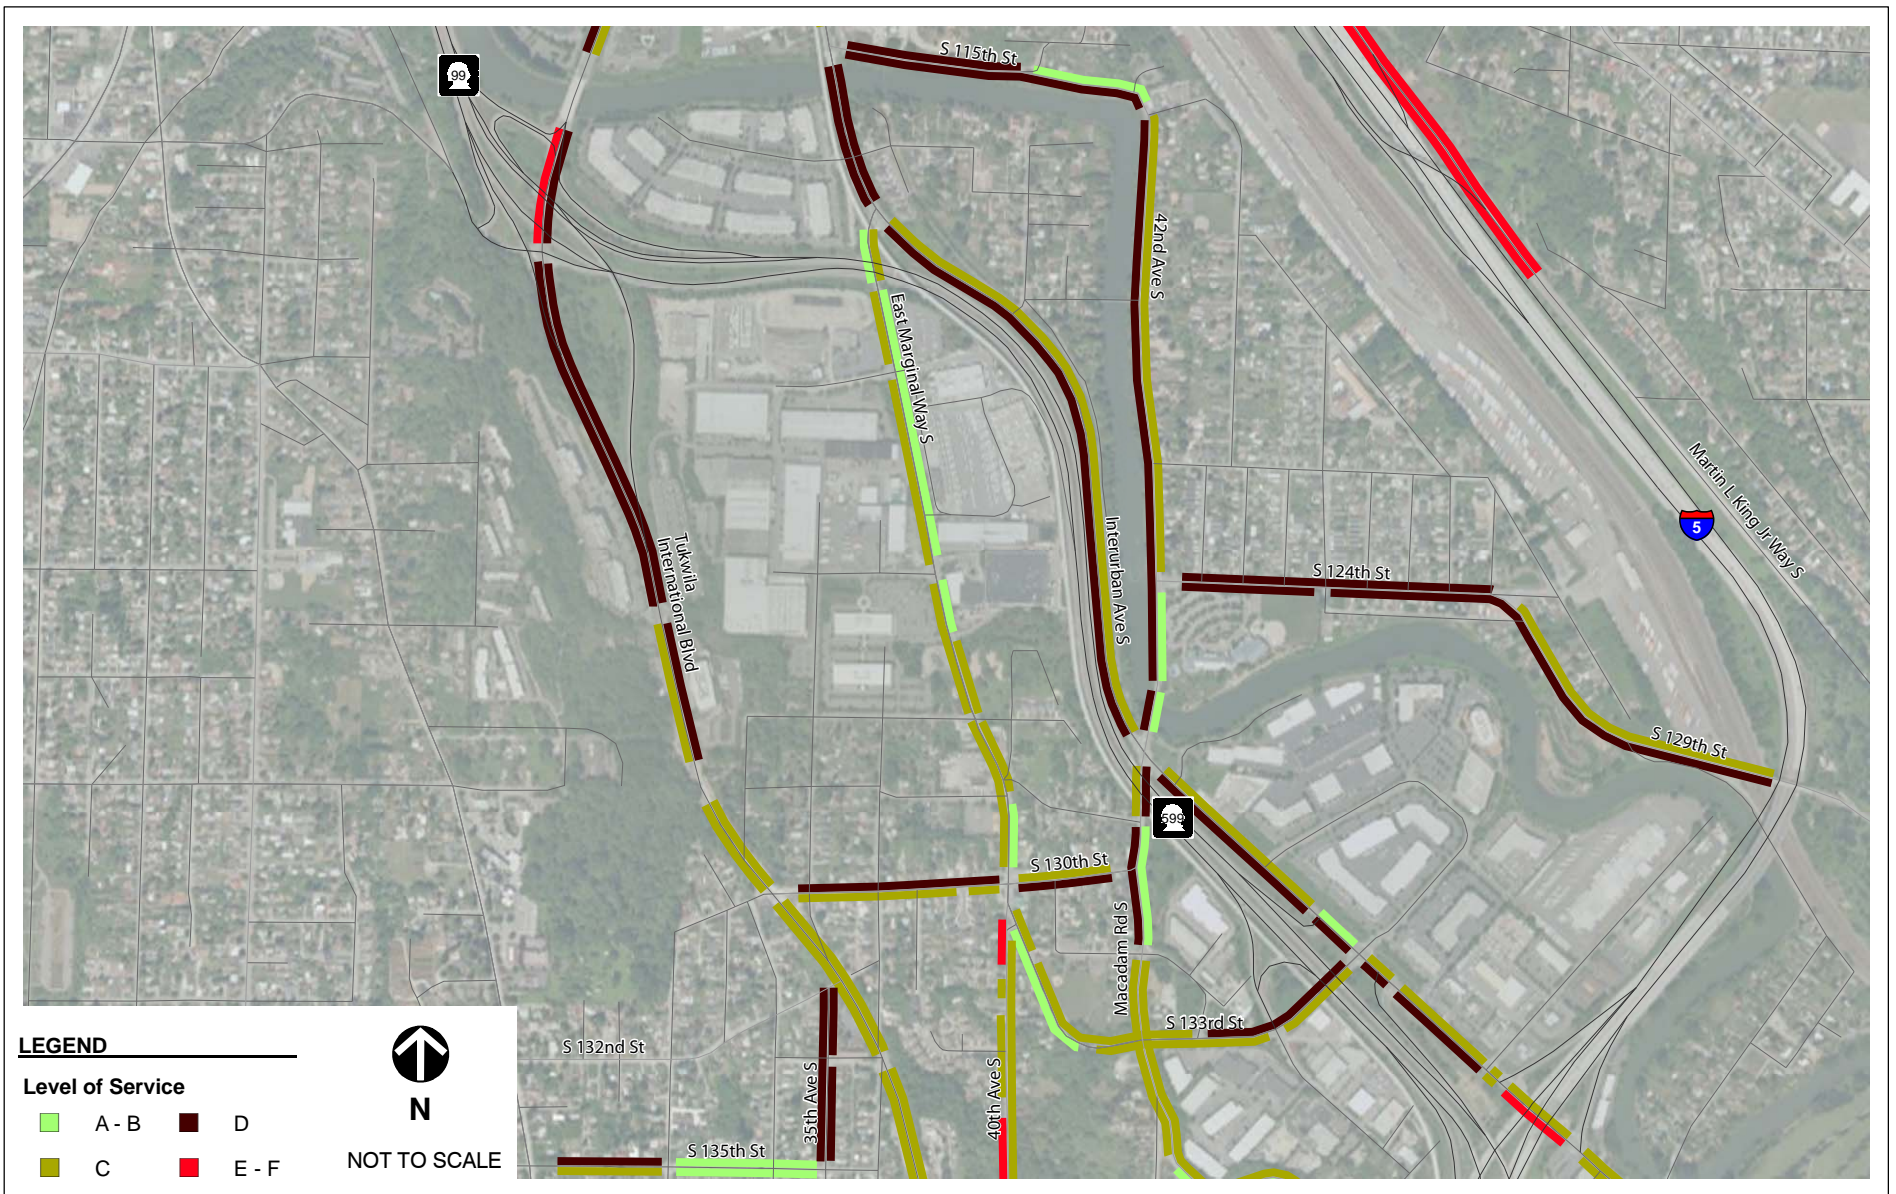 99
S 115th St
42nd Ave S
East Marginal Way S
Martin L King Jr Way S
5
Interurban Ave S
Tukwila
International Blvd
S 124th St
S 129th St
599
S 130th St
Macadam Rd S
S 133rd St
S 132nd St
35th Ave S
40th Ave S
S 135th St
LEGEND
Level of Service
A - B
D
C
E - F
N
NOT TO SCALE